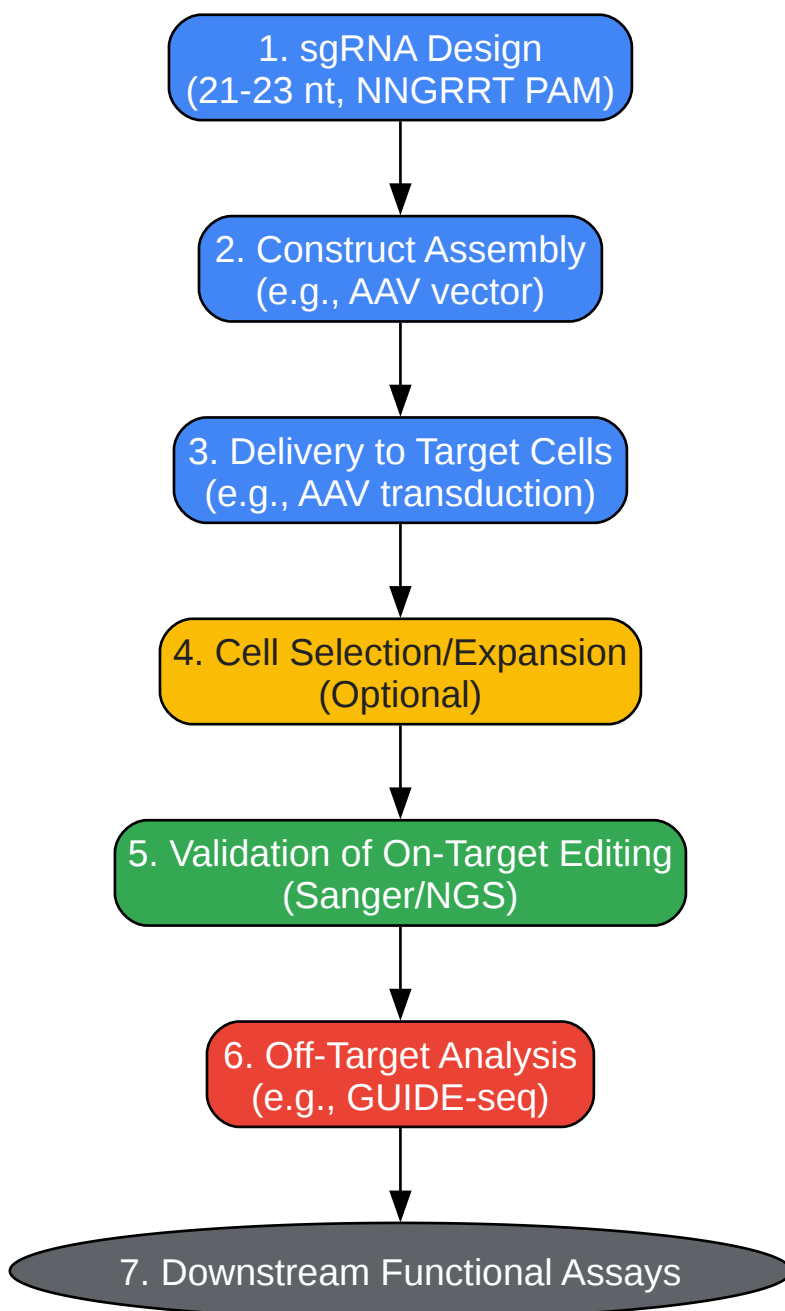 1. sgRNA Design
(21-23 nt, NNGRRT PAM)
2. Construct Assembly
(e.g., AAV vector)
3. Delivery to Target Cells
(e.g., AAV transduction)
4. Cell Selection/Expansion
(Optional)
5. Validation of On-Target Editing
(Sanger/NGS)
6. Off-Target Analysis
(e.g., GUIDE-seq)
7. Downstream Functional Assays